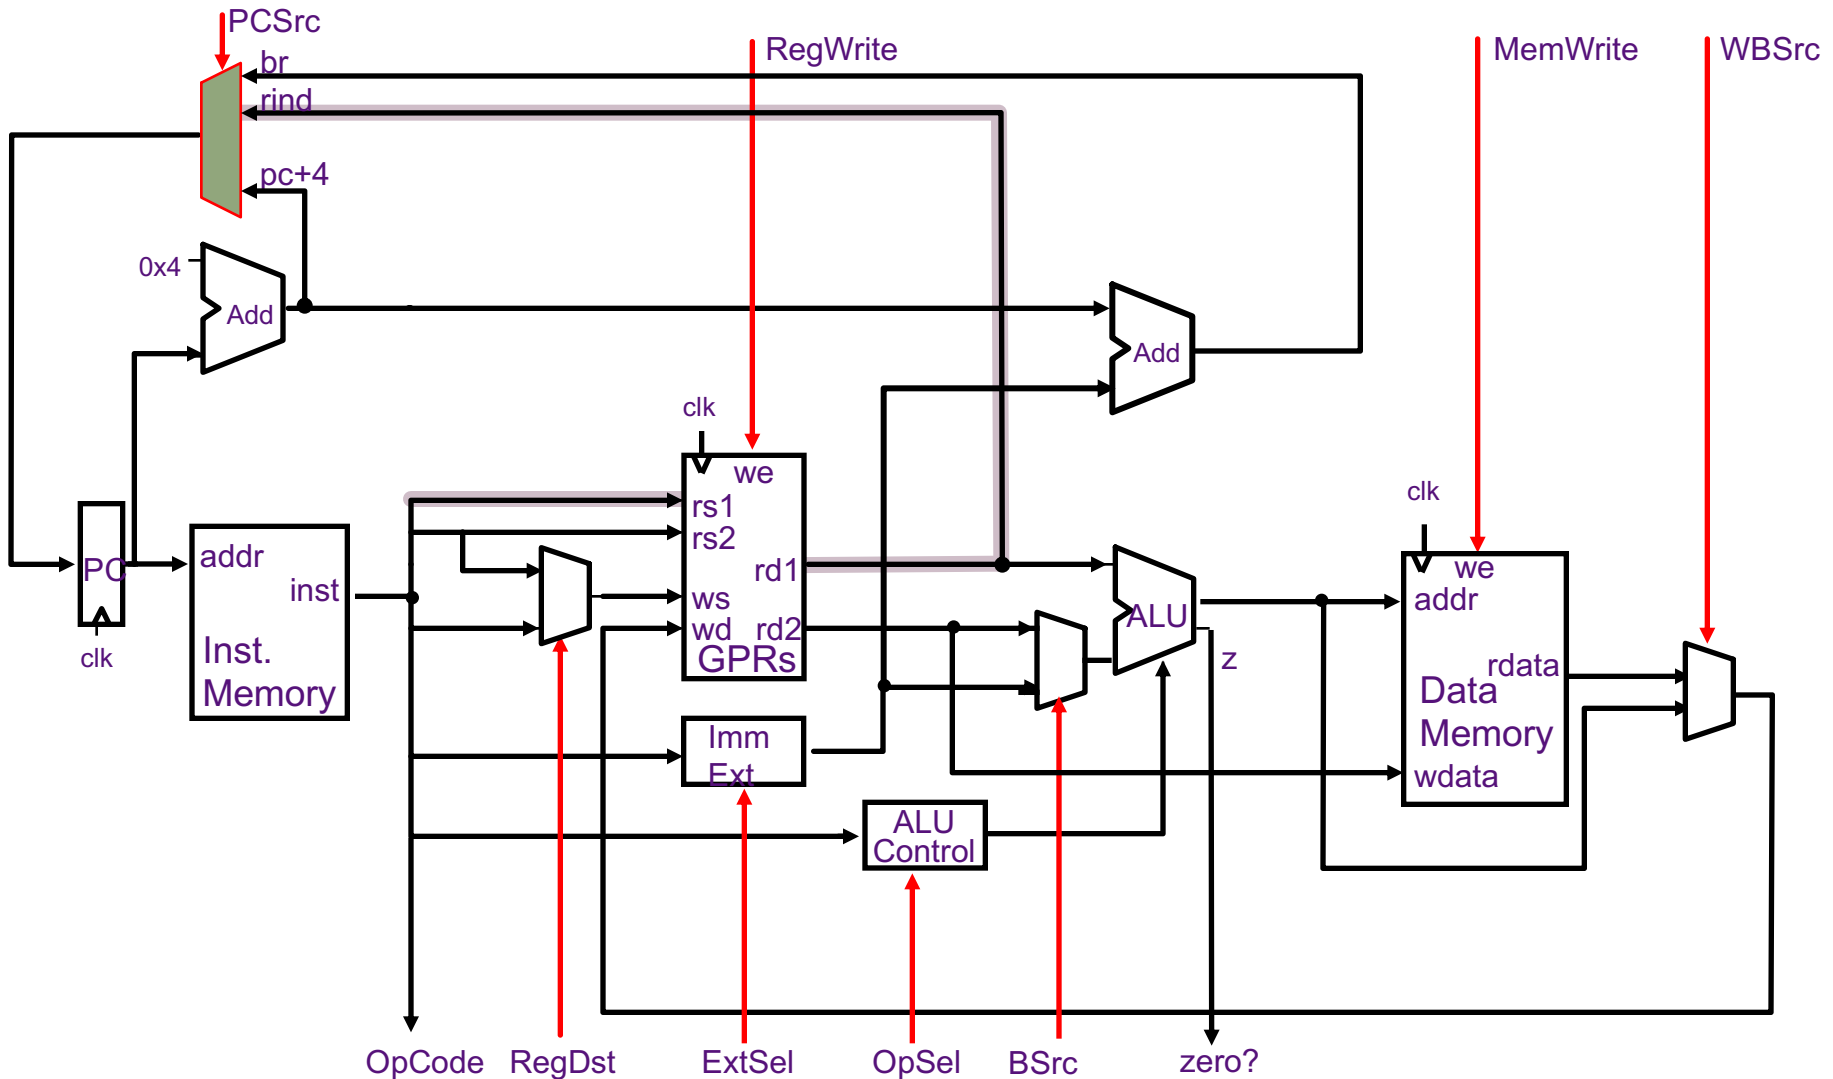 PCSrc
RegWrite
MemWrite
WBSrc
br
rind
pc+4
0x4
Add
Add
clk
we
rs1
rs2
rd1
ws
wd
rd2
GPRs
PC
clk
addr
inst
Inst.
Memory
ALU
z
clk
we
addr
rdata
Data
Memory
wdata
Imm
Ext
ALU
Control
OpCode
RegDst
ExtSel
OpSel
BSrc
zero?